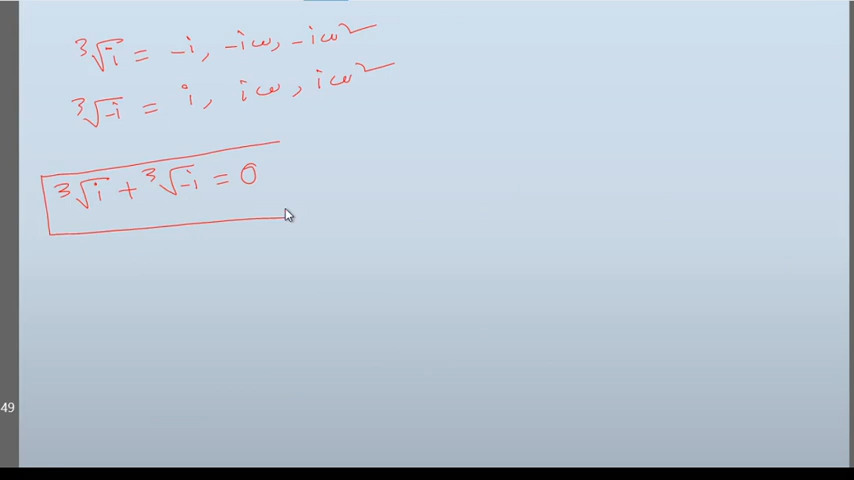 ∛i = -i, -iω, -iω²
∛-i = i, iω, iω²
∛i + ∛-i = 0
49